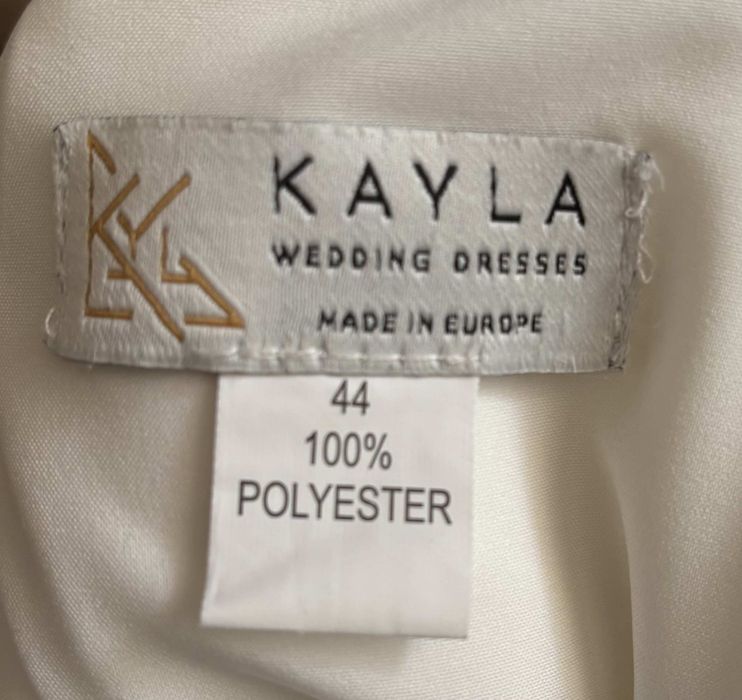 KAYLA
WEDDING DRESSES
MADE IN EUROPE
44
100%
POLYESTER